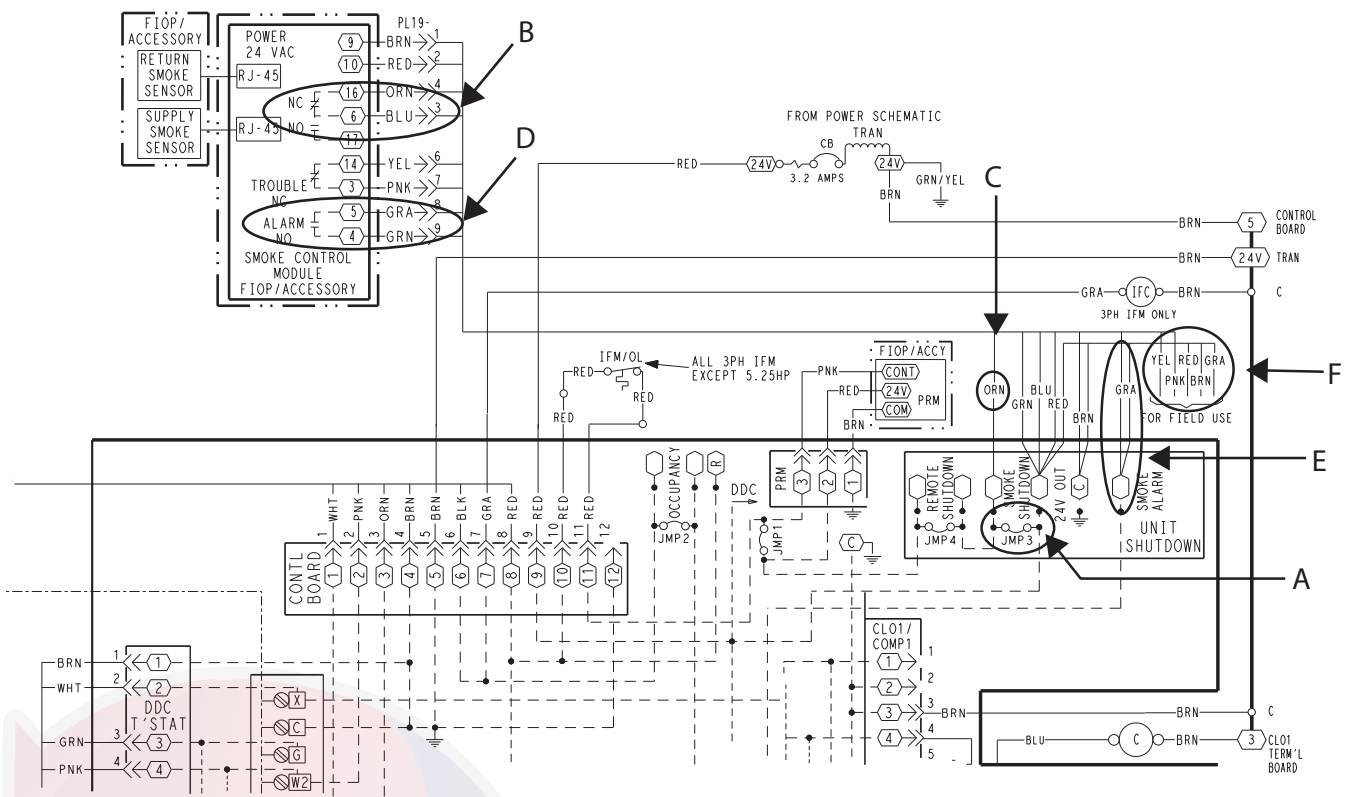 FIOP/
ACCESSORY
RETURN
SMOKE
SENSOR
SUPPLY
SMOKE
SENSOR
POWER
24 VAC
RJ-45
RJ-45
PL19-
9 BRN 1
10 RED 2
NC 16 ORN 4
6 BLU 3
NO 17
14 YEL 6
TROUBLE 3 PNK 7
NC
5 GRA 8
ALARM
NO 4 GRN 9
SMOKE CONTROL
MODULE
FIOP/ACCESSORY
B
D
FROM POWER SCHEMATIC
TRAN
CB
RED 24V 24V
3.2 AMPS
GRN/YEL
BRN
C
BRN 5 CONTROL
BOARD
BRN 24V TRAN
GRA IFC BRN C
3PH IFM ONLY
IFM/OL
ALL 3PH IFM
EXCEPT 5.25HP
RED
RED
RED
FIOP/ACCY
PNK CONT
RED 24V PRM
BRN COM
ORN
GRN
BLU
RED
BRN
GRA
YEL RED GRA
PNK BRN
FOR FIELD USE
F
E
A
OCCUPANCY
R
JMP2
DDC
JMP1
PRM
3 2 1
C
REMOTE
SHUTDOWN
SMOKE
SHUTDOWN
24V OUT
C
SMOKE
ALARM
JMP4
JMP3
UNIT
SHUTDOWN
WHT PNK ORN BRN BRN BLK GRA RED RED RED RED
1 2 3 4 5 6 7 8 9 10 11 12
CONTL
BOARD
1 2 3 4 5 6 7 8 9 10 11 12
BRN 1 1
WHT 2 2
DDC
T'STAT
GRN 3 3
PNK 4 4
X
C
G
W2
CLO1/
COMP1
1 1
2 2
3 3 BRN
4 4
5
BRN C
BLU C BRN 3 CLO1
TERM'L
BOARD